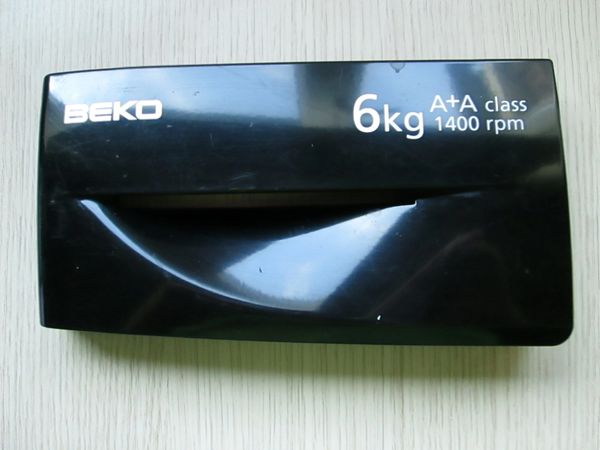 BEKO
6kg
A+A class
1400 rpm